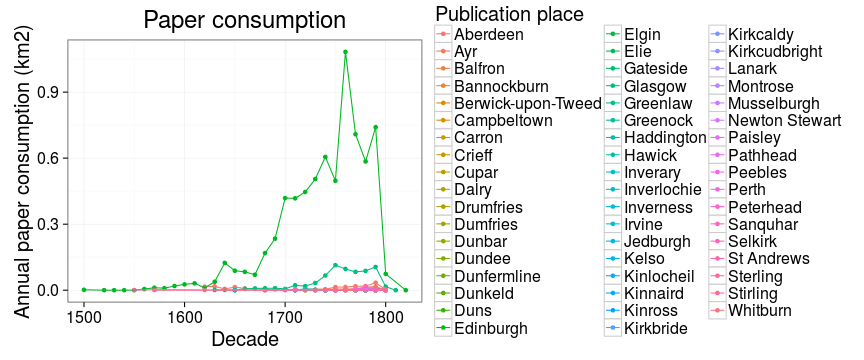 Paper consumption
Annual paper consumption (km2)
0.9
0.6
0.3
0.0
1500
1600
1700
1800
Decade
Publication place
Aberdeen
Ayr
Balfron
Bannockburn
Berwick-upon-Tweed
Campbeltown
Carron
Crieff
Cupar
Dalry
Drumfries
Dumfries
Dunbar
Dundee
Dunfermline
Dunkeld
Duns
Edinburgh
Elgin
Elie
Gateside
Glasgow
Greenlaw
Greenock
Haddington
Hawick
Inverary
Inverlochie
Inverness
Irvine
Jedburgh
Kelso
Kinlocheil
Kinnaird
Kinross
Kirkbride
Kirkcaldy
Kirkcudbright
Lanark
Montrose
Musselburgh
Newton Stewart
Paisley
Pathhead
Peebles
Perth
Peterhead
Sanquhar
Selkirk
St Andrews
Sterling
Stirling
Whitburn